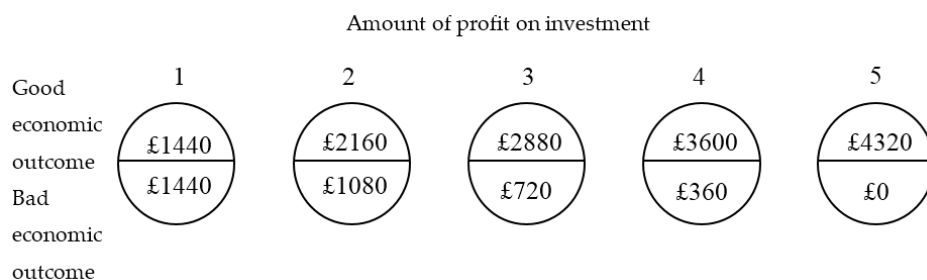 Amount of profit on investment
1 2 3 4 5
Good
economic
outcome
£1440 £2160 £2880 £3600 £4320
£1440 £1080 £720 £360 £0
Bad
economic
outcome